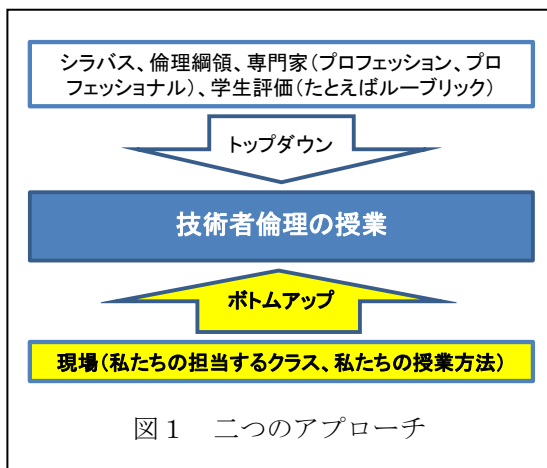 シラバス、倫理綱領、専門家（プロフェッション、プロ
フェッショナル）、学生評価（たとえばルーブリック）
トップダウン
技術者倫理の授業
ボトムアップ
現場（私たちの担当するクラス、私たちの授業方法）
図１　二つのアプローチ